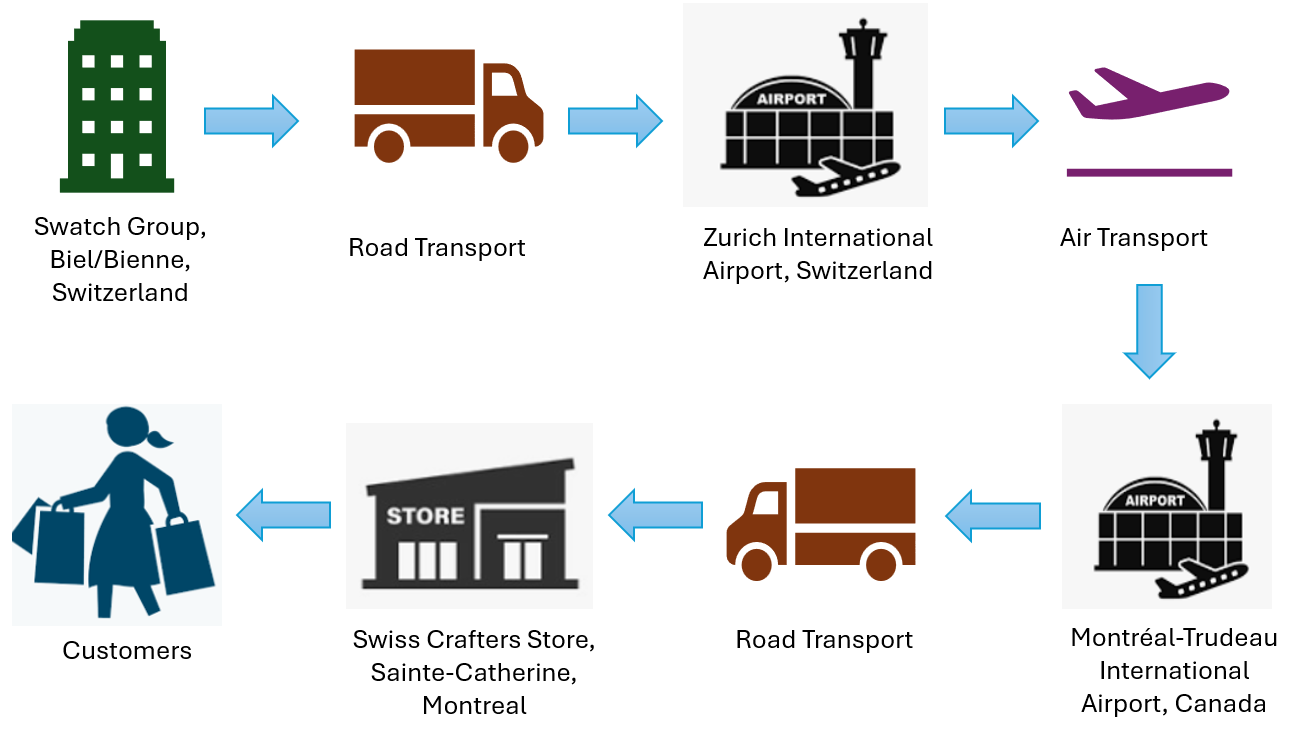 AIRPORT
Swatch Group,
Biel/Bienne,
Switzerland
Road Transport
Zurich International
Airport, Switzerland
Air Transport
AIRPORT
STORE
Customers
Swiss Crafters Store,
Sainte-Catherine,
Montreal
Road Transport
Montréal-Trudeau
International
Airport, Canada